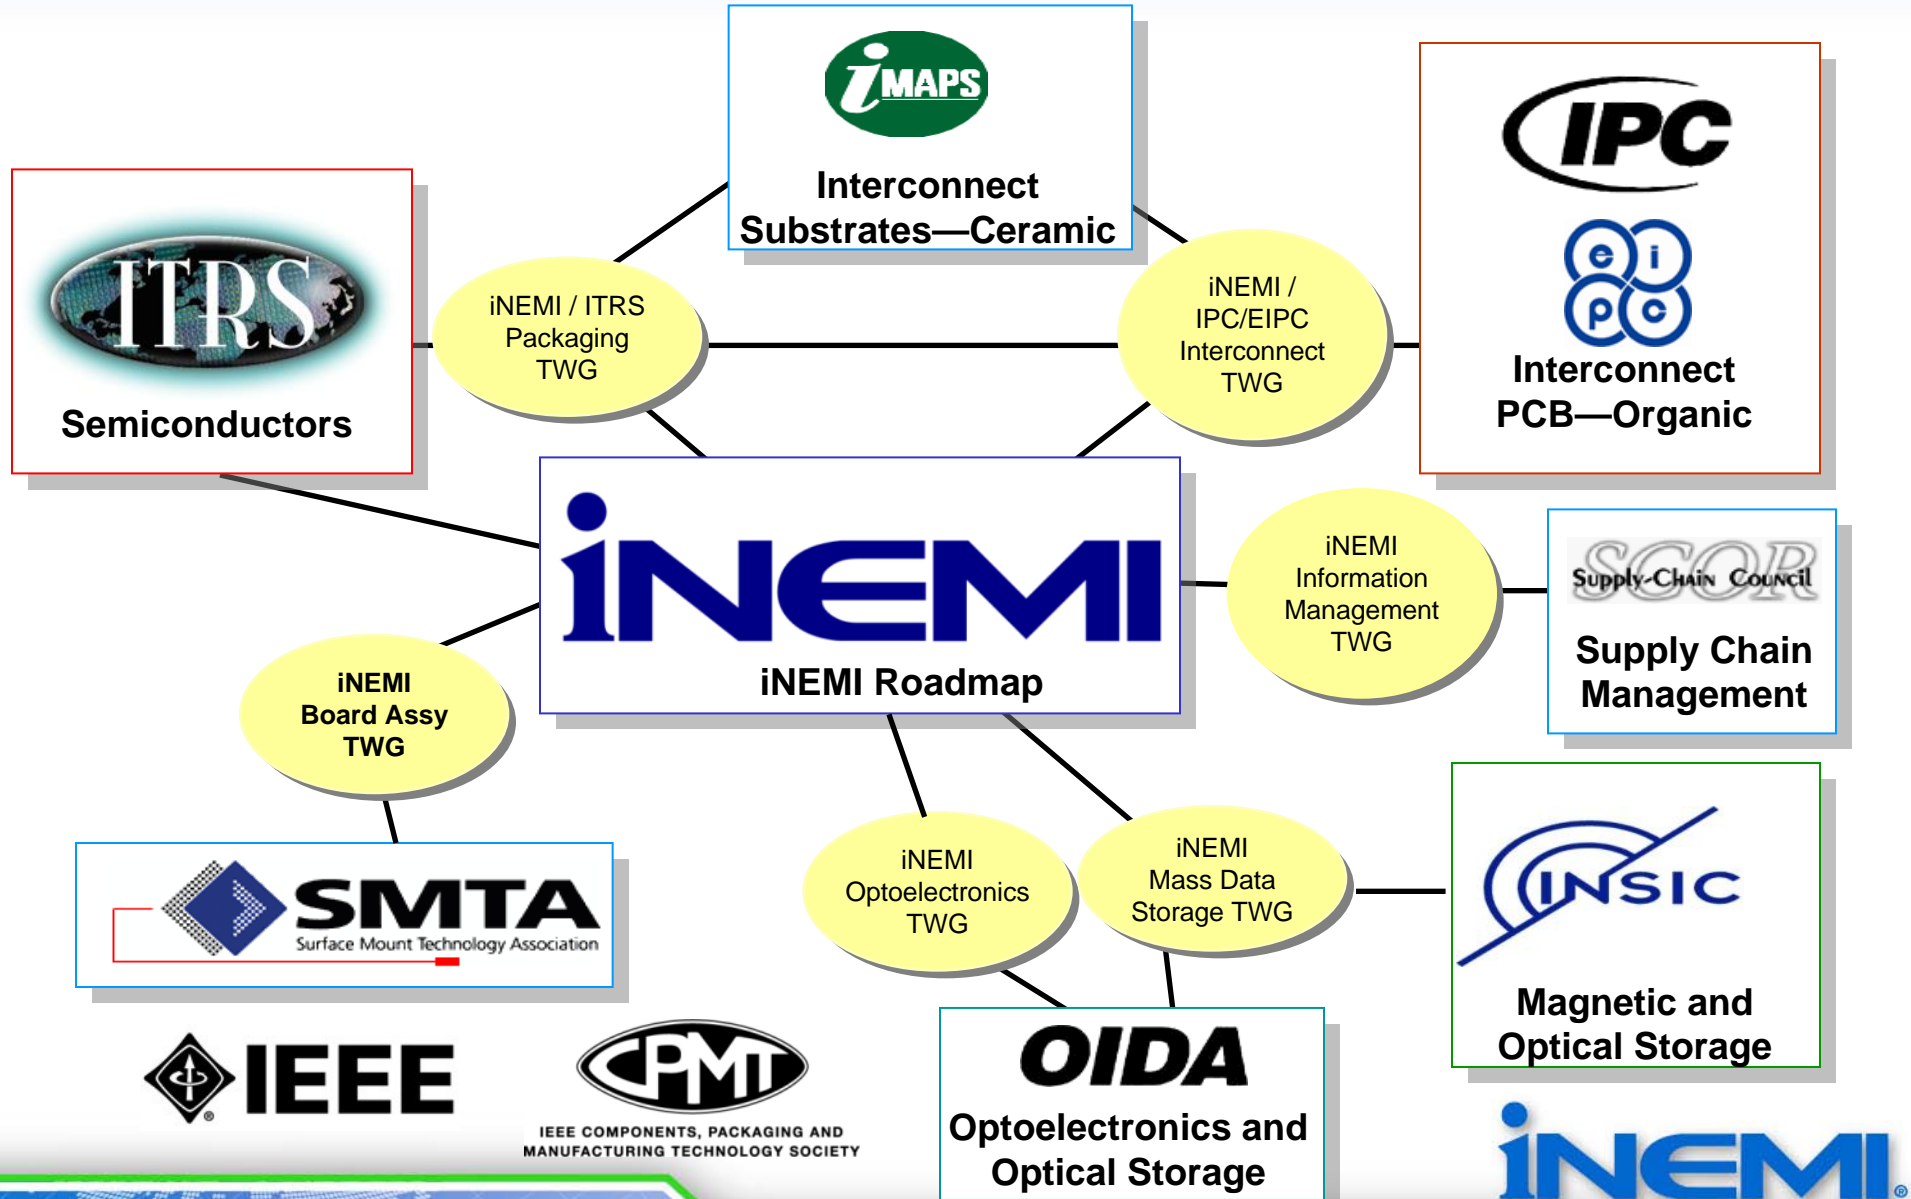 iMAPS
Interconnect
Substrates—Ceramic
IPC
eipc
Interconnect
PCB—Organic
ITRS
Semiconductors
iNEMI / ITRS
Packaging
TWG
iNEMI /
IPC/EIPC
Interconnect
TWG
iNEMI
iNEMI Roadmap
iNEMI
Information
Management
TWG
SCOR
Supply-Chain Council
Supply Chain
Management
iNEMI
Board Assy
TWG
SMTA
Surface Mount Technology Association
iNEMI
Optoelectronics
TWG
iNEMI
Mass Data
Storage TWG
INSIC
Magnetic and
Optical Storage
IEEE
®
CPMT
IEEE COMPONENTS, PACKAGING AND
MANUFACTURING TECHNOLOGY SOCIETY
OIDA
Optoelectronics and
Optical Storage
iNEMI
®